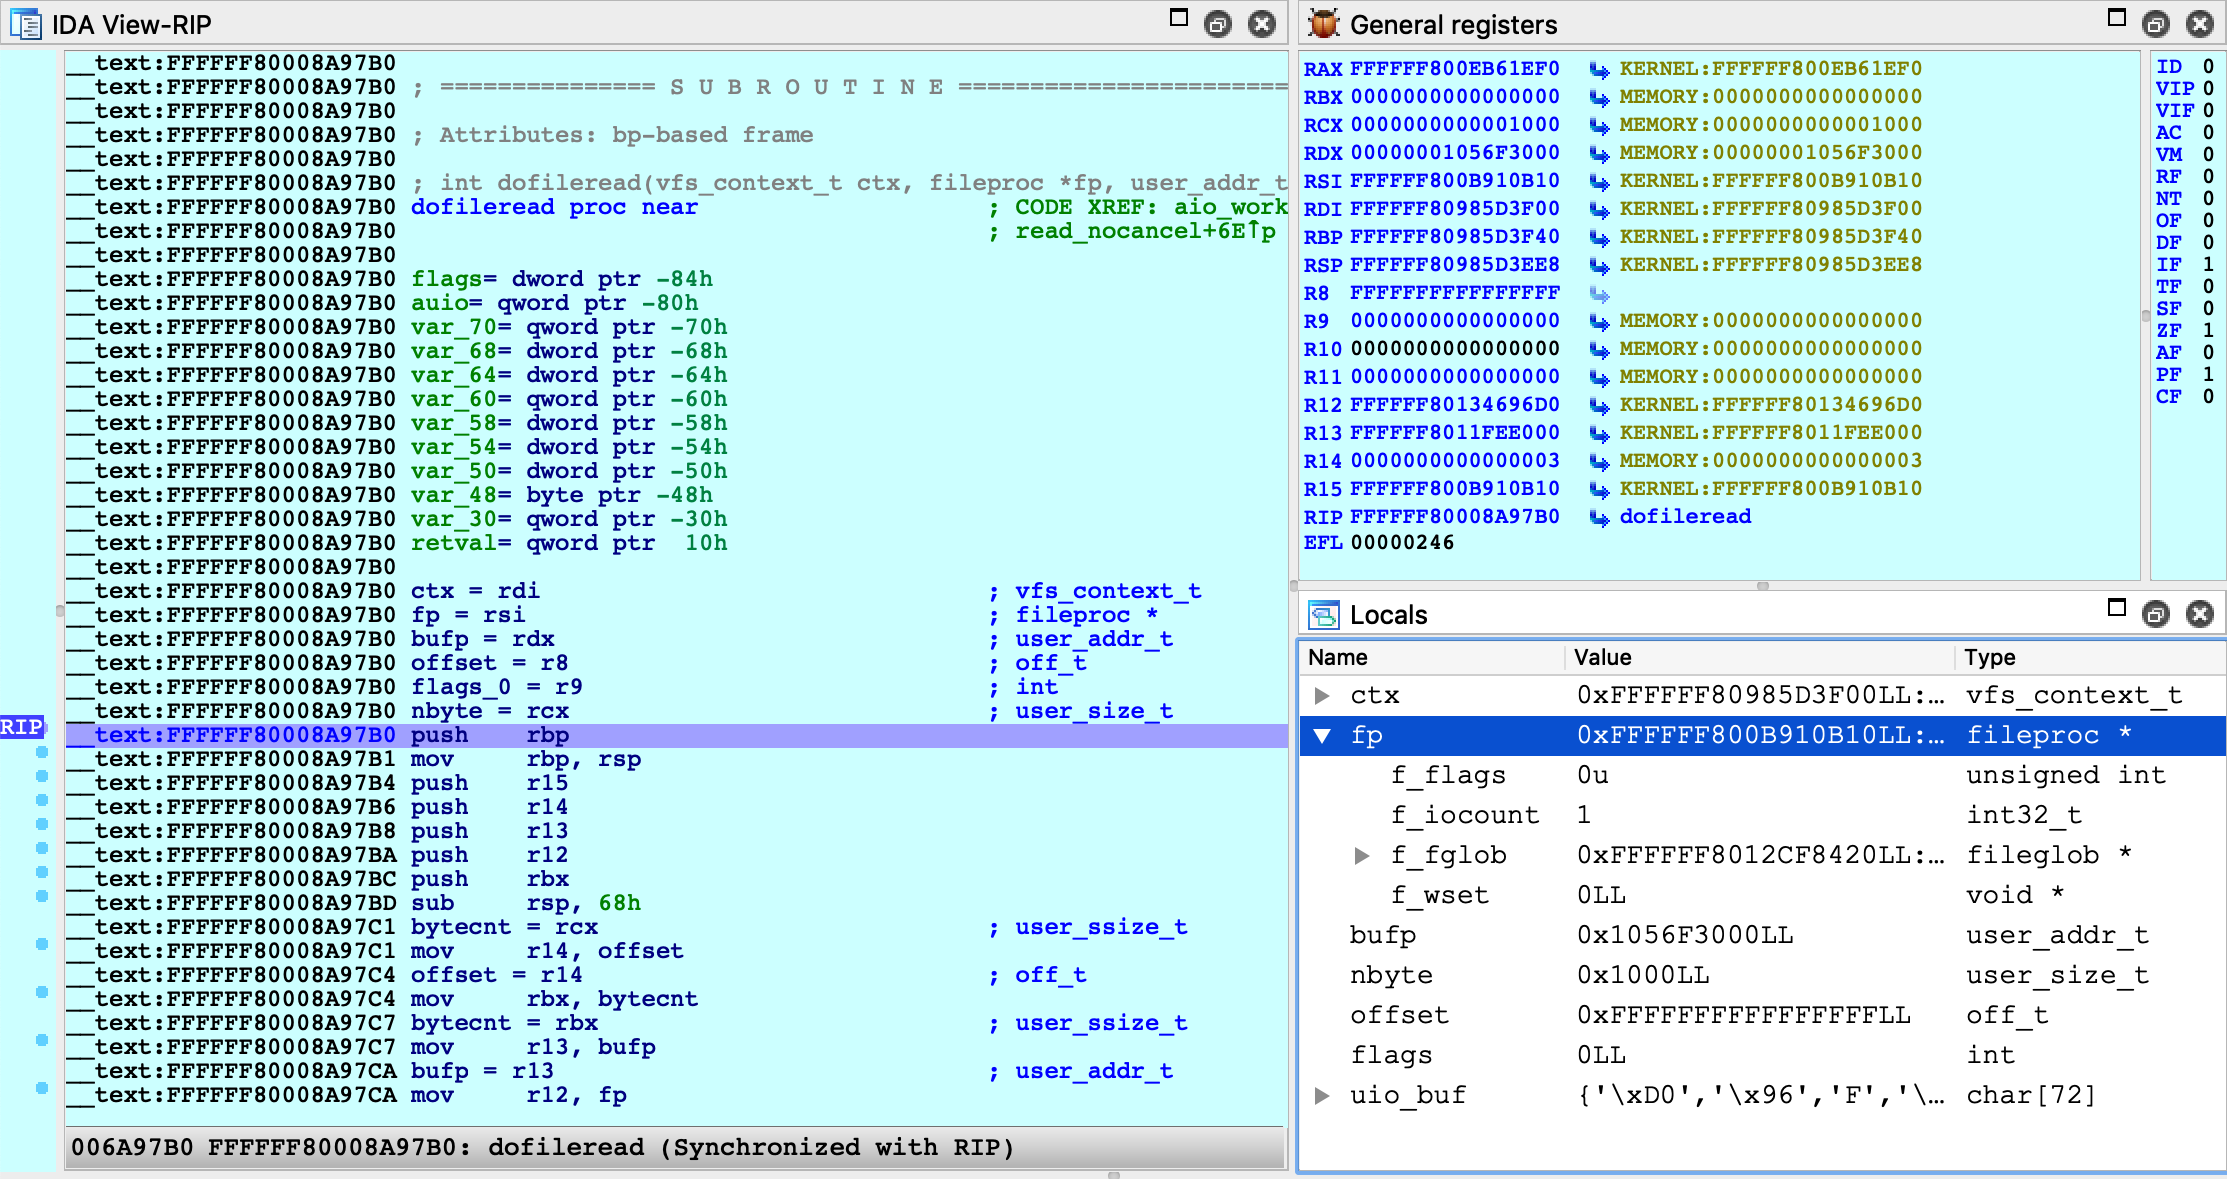 IDA View-RIP
__text:FFFFFF80008A97B0
__text:FFFFFF80008A97B0 ; =============== S U B R O U T I N E =======================
__text:FFFFFF80008A97B0
__text:FFFFFF80008A97B0 ; Attributes: bp-based frame
__text:FFFFFF80008A97B0
__text:FFFFFF80008A97B0 ; int dofileread(vfs_context_t ctx, fileproc *fp, user_addr_t
__text:FFFFFF80008A97B0 dofileread proc near ; CODE XREF: aio_work
__text:FFFFFF80008A97B0 ; read_nocancel+6E↑p
__text:FFFFFF80008A97B0
__text:FFFFFF80008A97B0 flags= dword ptr -84h
__text:FFFFFF80008A97B0 auio= qword ptr -80h
__text:FFFFFF80008A97B0 var_70= qword ptr -70h
__text:FFFFFF80008A97B0 var_68= dword ptr -68h
__text:FFFFFF80008A97B0 var_64= dword ptr -64h
__text:FFFFFF80008A97B0 var_60= qword ptr -60h
__text:FFFFFF80008A97B0 var_58= dword ptr -58h
__text:FFFFFF80008A97B0 var_54= dword ptr -54h
__text:FFFFFF80008A97B0 var_50= dword ptr -50h
__text:FFFFFF80008A97B0 var_48= byte ptr -48h
__text:FFFFFF80008A97B0 var_30= qword ptr -30h
__text:FFFFFF80008A97B0 retval= qword ptr 10h
__text:FFFFFF80008A97B0
__text:FFFFFF80008A97B0 ctx = rdi ; vfs_context_t
__text:FFFFFF80008A97B0 fp = rsi ; fileproc *
__text:FFFFFF80008A97B0 bufp = rdx ; user_addr_t
__text:FFFFFF80008A97B0 offset = r8 ; off_t
__text:FFFFFF80008A97B0 flags_0 = r9 ; int
__text:FFFFFF80008A97B0 nbyte = rcx ; user_size_t
RIP __text:FFFFFF80008A97B0 push rbp
__text:FFFFFF80008A97B1 mov rbp, rsp
__text:FFFFFF80008A97B4 push r15
__text:FFFFFF80008A97B6 push r14
__text:FFFFFF80008A97B8 push r13
__text:FFFFFF80008A97BA push r12
__text:FFFFFF80008A97BC push rbx
__text:FFFFFF80008A97BD sub rsp, 68h
__text:FFFFFF80008A97C1 bytecnt = rcx ; user_ssize_t
__text:FFFFFF80008A97C1 mov r14, offset
__text:FFFFFF80008A97C4 offset = r14 ; off_t
__text:FFFFFF80008A97C4 mov rbx, bytecnt
__text:FFFFFF80008A97C7 bytecnt = rbx ; user_ssize_t
__text:FFFFFF80008A97C7 mov r13, bufp
__text:FFFFFF80008A97CA bufp = r13 ; user_addr_t
__text:FFFFFF80008A97CA mov r12, fp
006A97B0 FFFFFF80008A97B0: dofileread (Synchronized with RIP)
General registers
RAX FFFFFF800EB61EF0 KERNEL:FFFFFF800EB61EF0
RBX 0000000000000000 MEMORY:0000000000000000
RCX 0000000000001000 MEMORY:0000000000001000
RDX 00000001056F3000 MEMORY:00000001056F3000
RSI FFFFFF800B910B10 KERNEL:FFFFFF800B910B10
RDI FFFFFF80985D3F00 KERNEL:FFFFFF80985D3F00
RBP FFFFFF80985D3F40 KERNEL:FFFFFF80985D3F40
RSP FFFFFF80985D3EE8 KERNEL:FFFFFF80985D3EE8
R8 FFFFFFFFFFFFFFFF
R9 0000000000000000 MEMORY:0000000000000000
R10 0000000000000000 MEMORY:0000000000000000
R11 0000000000000000 MEMORY:0000000000000000
R12 FFFFFF80134696D0 KERNEL:FFFFFF80134696D0
R13 FFFFFF8011FEE000 KERNEL:FFFFFF8011FEE000
R14 0000000000000003 MEMORY:0000000000000003
R15 FFFFFF800B910B10 KERNEL:FFFFFF800B910B10
RIP FFFFFF80008A97B0 dofileread
EFL 00000246
ID 0
VIP 0
VIF 0
AC 0
VM 0
RF 0
NT 0
OF 0
DF 0
IF 1
TF 0
SF 0
ZF 1
AF 0
PF 1
CF 0
Locals
Name Value Type
ctx 0xFFFFFF80985D3F00LL:… vfs_context_t
fp 0xFFFFFF800B910B10LL:… fileproc *
f_flags 0u unsigned int
f_iocount 1 int32_t
f_fglob 0xFFFFFF8012CF8420LL:… fileglob *
f_wset 0LL void *
bufp 0x1056F3000LL user_addr_t
nbyte 0x1000LL user_size_t
offset 0xFFFFFFFFFFFFFFFFLL off_t
flags 0LL int
uio_buf {'\xD0','\x96','F','\… char[72]